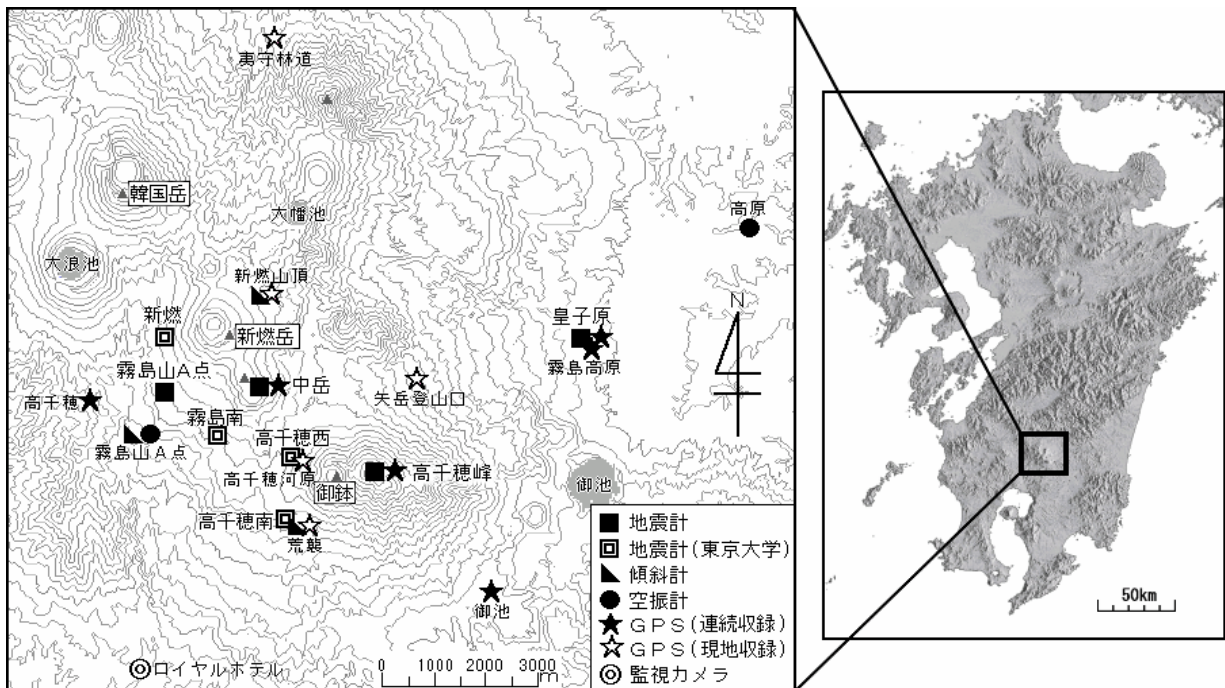 夷守林道
韓国岳
大幡池
高原
大浪池
新燃山頂
新燃
新燃岳
皇子原
霧島高原
N
霧島山A点
中岳
矢岳登山口
高千穂
霧島南
霧島山A点
高千穂西
高千穂河原
御鉢
高千穂峰
御池
高千穂南
荒襲
御池
ロイヤルホテル
0 1000 2000 3000
m
■ 地震計
地震計(東京大学)
傾斜計
● 空振計
★ GPS(連続収録)
☆ GPS(現地収録)
◎ 監視カメラ
50km